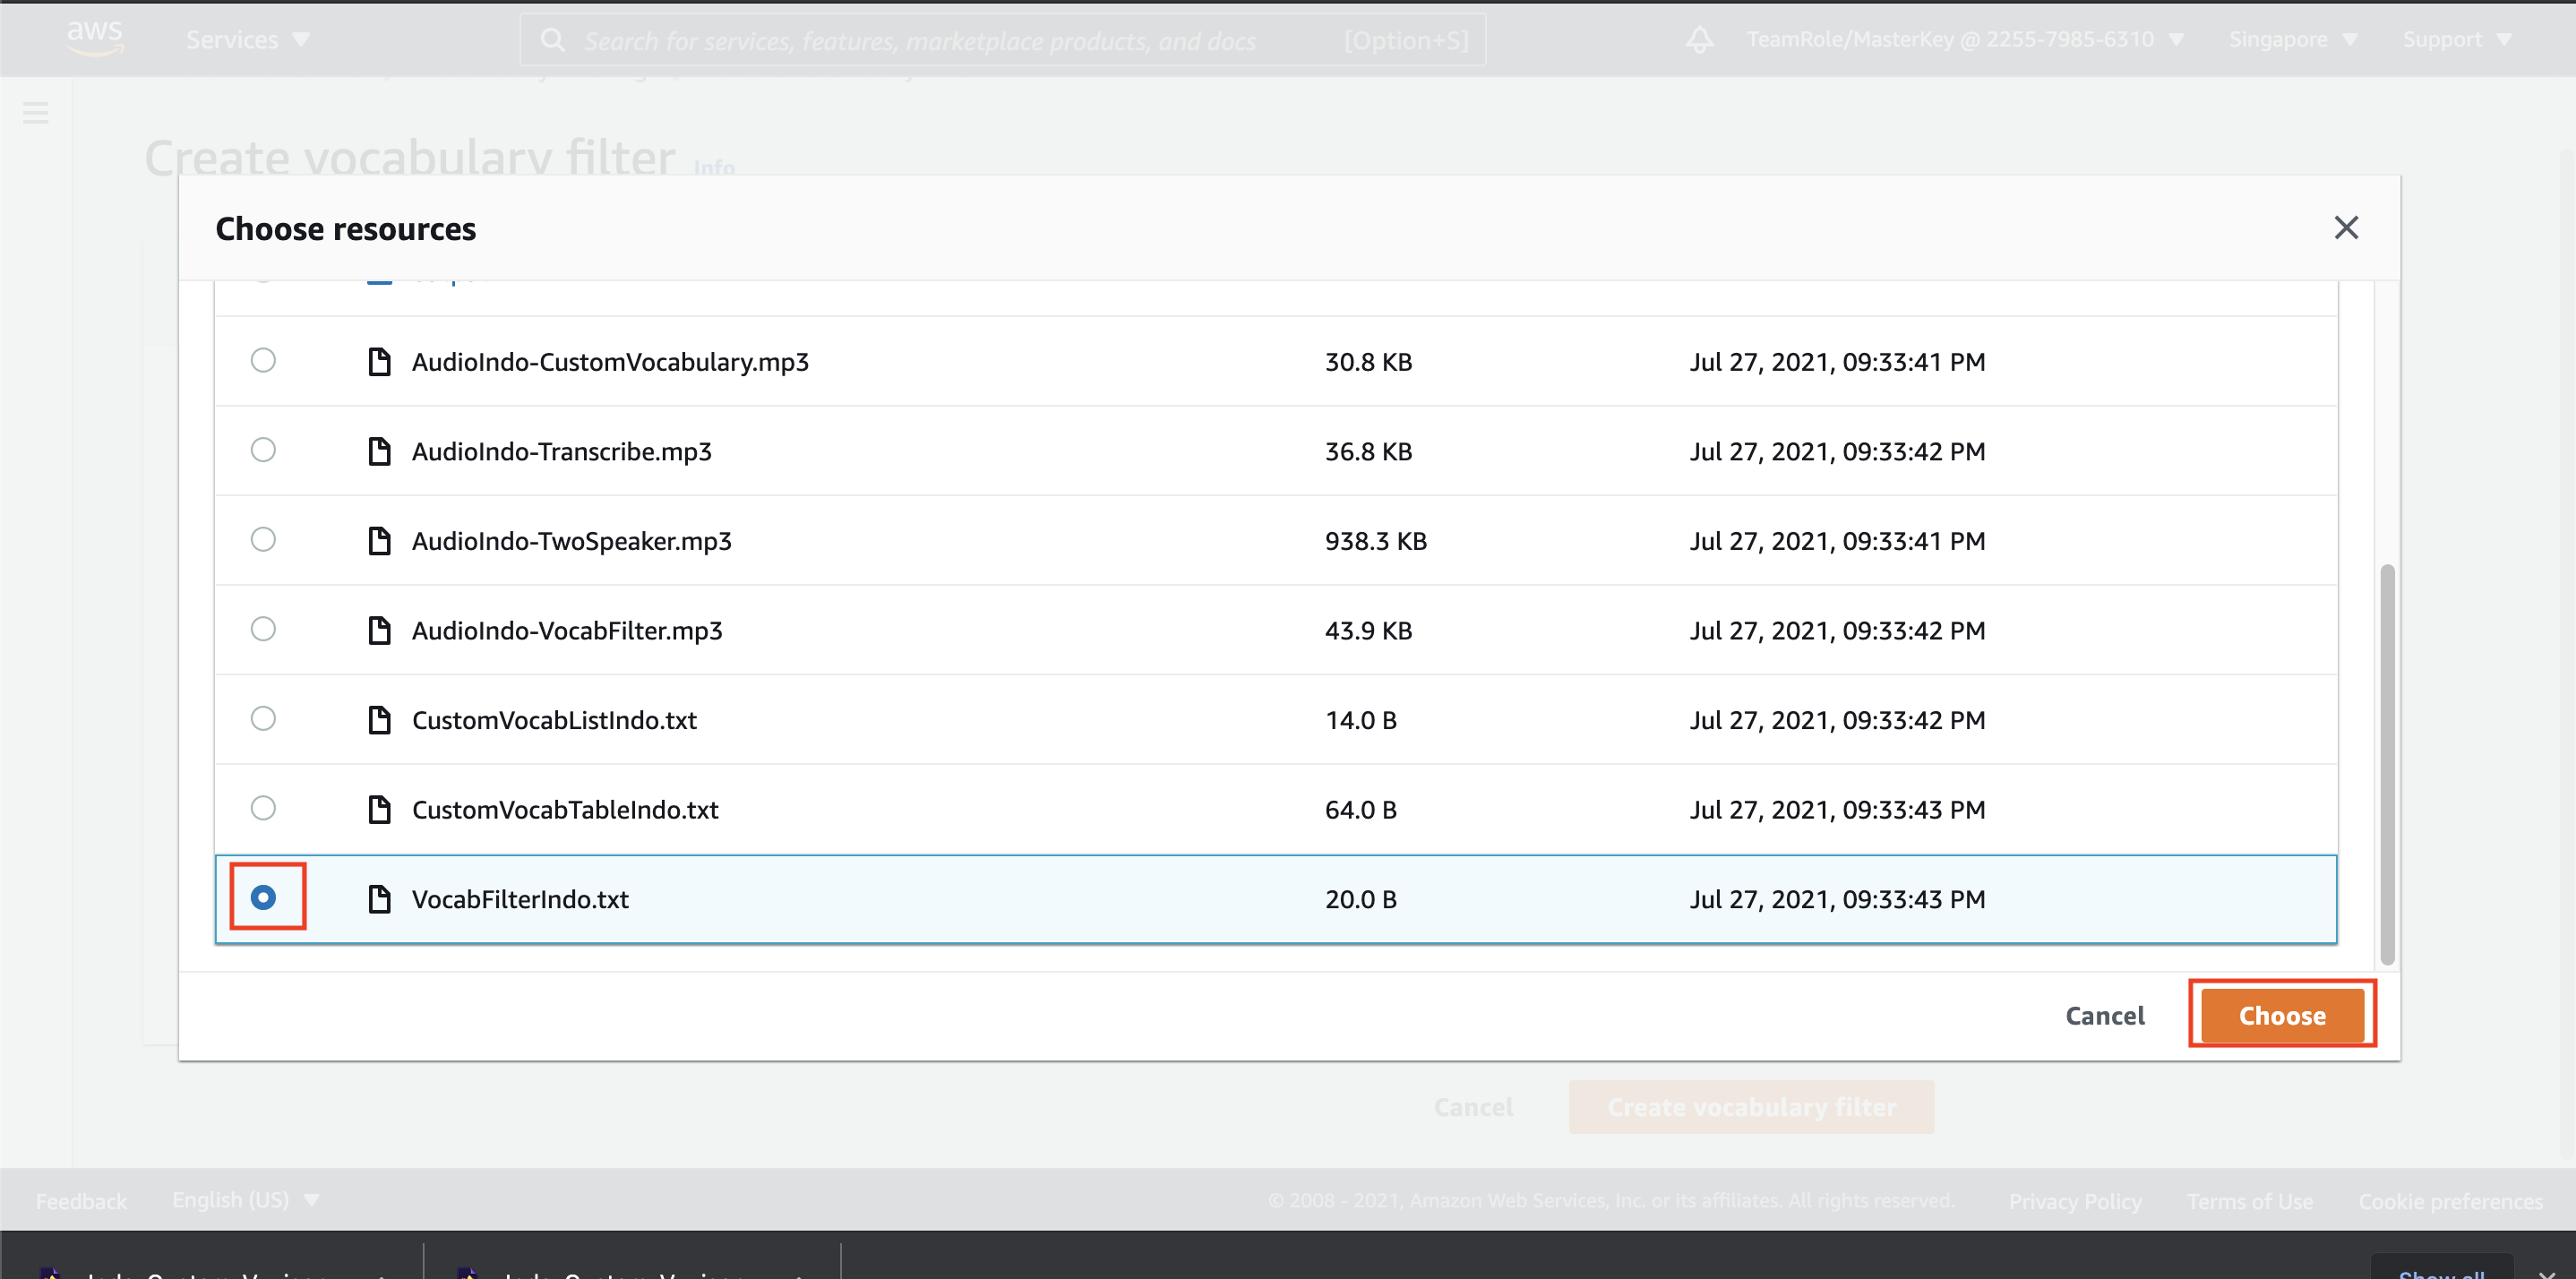 aws Services Search for services, features, marketplace products, and docs [Option+S] TeamRole/MasterKey @ 2255-7985-6310 Singapore Support
Create vocabulary filter Info
Choose resources
AudioIndo-CustomVocabulary.mp3 30.8 KB Jul 27, 2021, 09:33:41 PM
AudioIndo-Transcribe.mp3 36.8 KB Jul 27, 2021, 09:33:42 PM
AudioIndo-TwoSpeaker.mp3 938.3 KB Jul 27, 2021, 09:33:41 PM
AudioIndo-VocabFilter.mp3 43.9 KB Jul 27, 2021, 09:33:42 PM
CustomVocabListIndo.txt 14.0 B Jul 27, 2021, 09:33:42 PM
CustomVocabTableIndo.txt 64.0 B Jul 27, 2021, 09:33:43 PM
VocabFilterIndo.txt 20.0 B Jul 27, 2021, 09:33:43 PM
Cancel Choose
Cancel Create vocabulary filter
Feedback English (US) © 2008 - 2021, Amazon Web Services, Inc. or its affiliates. All rights reserved. Privacy Policy Terms of Use Cookie preferences
Show all